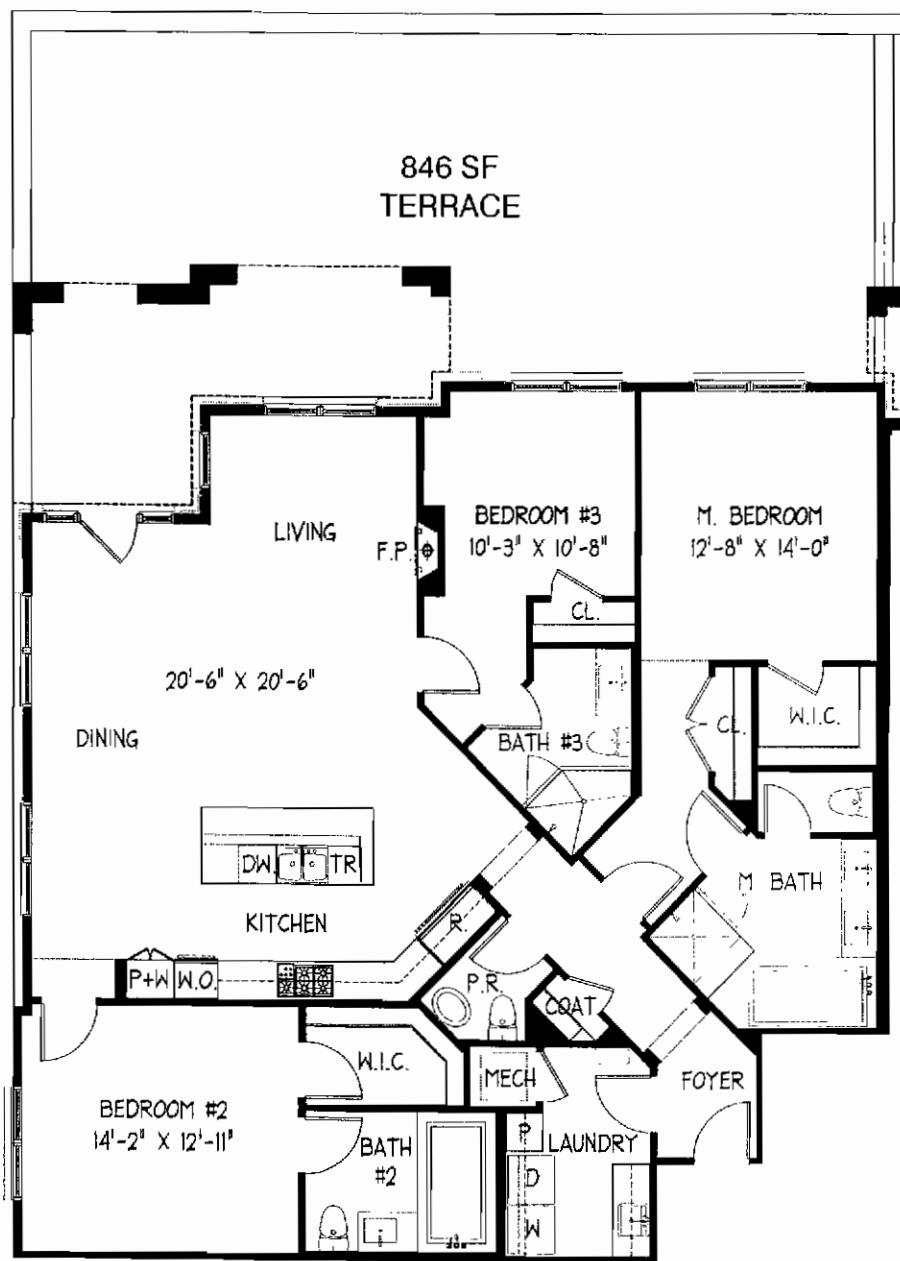 846 SF
TERRACE
LIVING
F.P.
BEDROOM #3
10'-3" X 10'-8"
M. BEDROOM
12'-8" X 14'-0"
CL.
20'-6" X 20'-6"
DINING
BATH #3
CL.
W.I.C.
DW.
TR
M BATH
KITCHEN
R.
P+W
W.O.
P.R.
COAT
W.I.C.
MECH
FOYER
BEDROOM #2
14'-2" X 12'-11"
BATH
#2
P
LAUNDRY
D
W